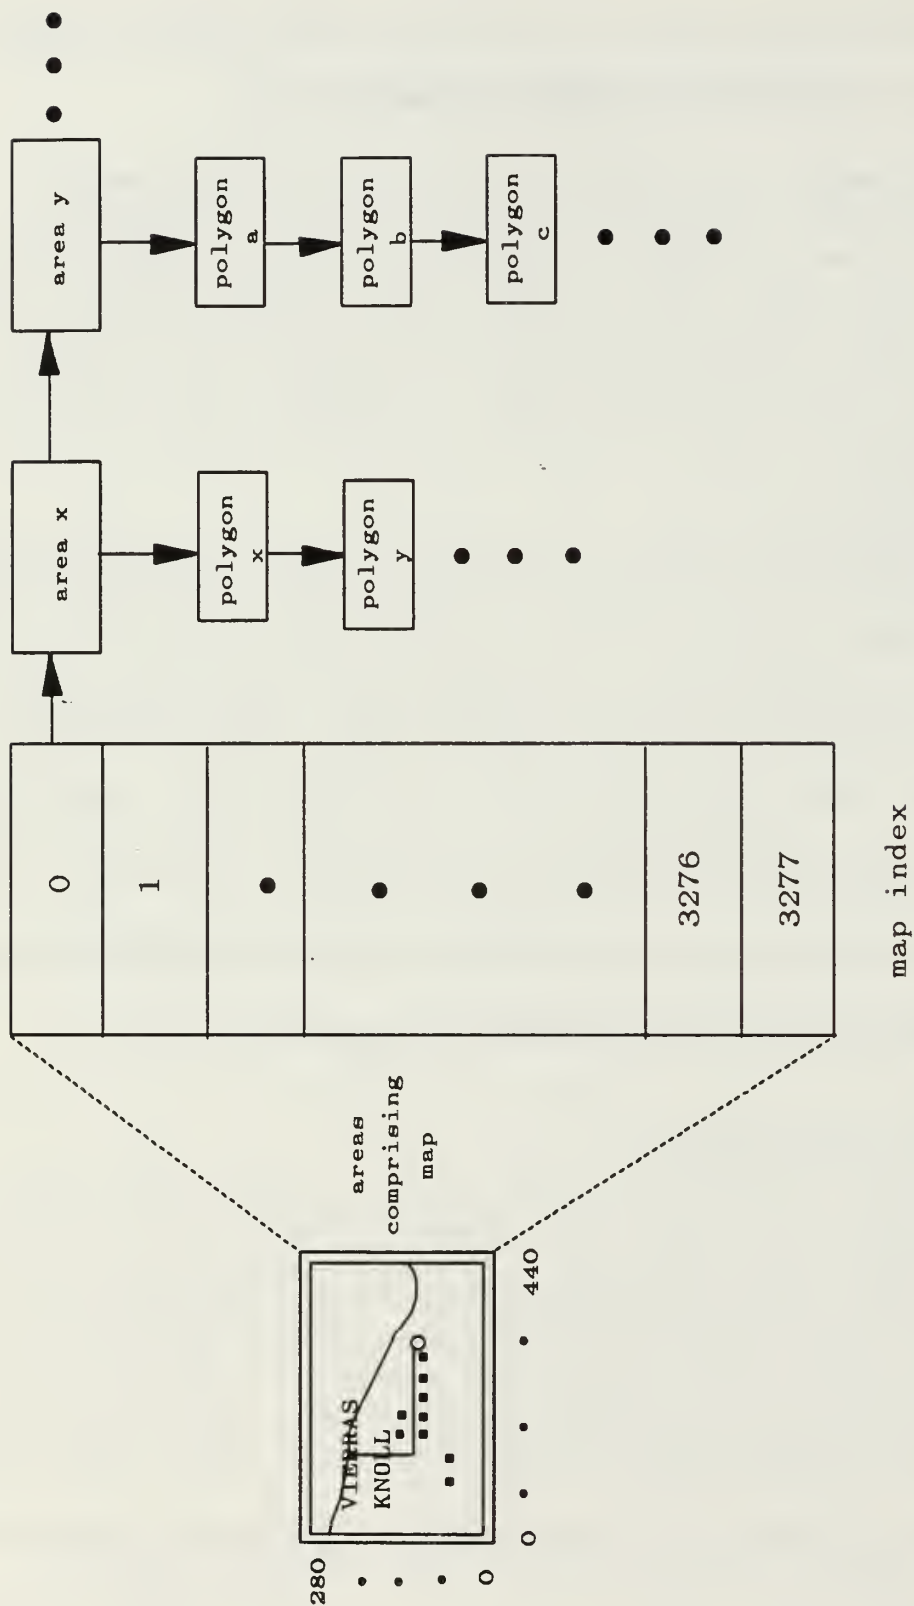 280
0
0
440
VIERRAS
KNOLL
areas
comprising
map
0
1
3276
3277
map index
area x
polygon
x
polygon
y
area y
polygon
a
polygon
b
polygon
c